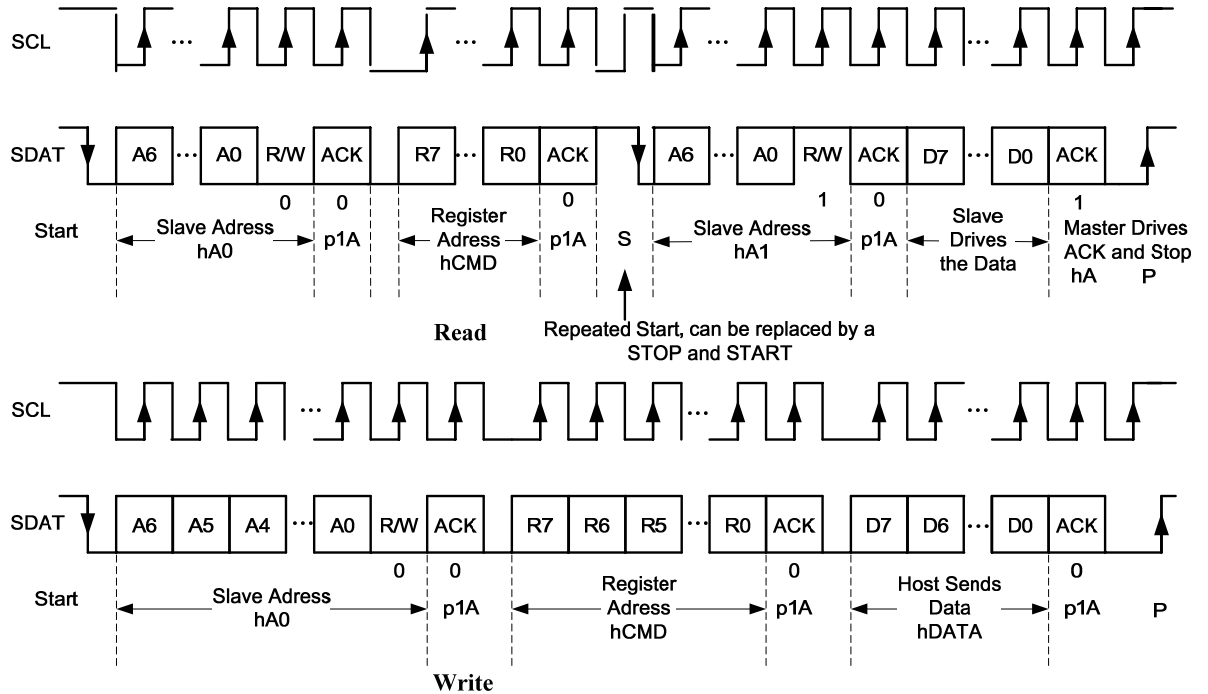 SCL
... ... ... ...
SDAT A6 ... A0 R/W ACK R7 ... R0 ACK A6 ... A0 R/W ACK D7 ... D0 ACK
0 0 0 1 0 1
Start
Slave Adress
hA0
p1A
Register
Adress
hCMD
p1A
S
Slave Adress
hA1
p1A
Slave
Drives
the Data
Master Drives
ACK and Stop
hA P
Read
Repeated Start, can be replaced by a
STOP and START
SCL
... ... ...
SDAT A6 A5 A4 ... A0 R/W ACK R7 R6 R5 ... R0 ACK D7 D6 ... D0 ACK
0 0 0 0
Start
Slave Adress
hA0
p1A
Register
Adress
hCMD
p1A
Host Sends
Data
hDATA
p1A
P
Write